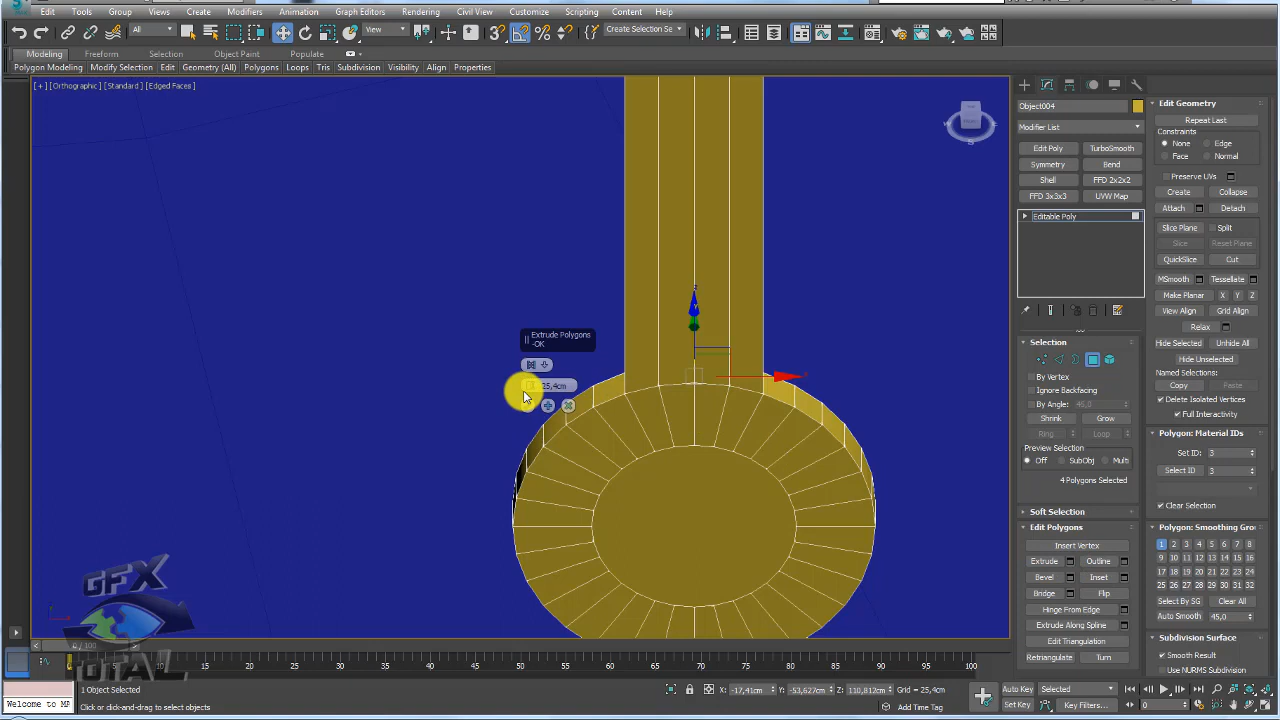 Edit Tools Group Views Create Modifiers Animation Graph Editors Rendering Civil View Customize Scripting Content Help
All View Create Selection Se
Modeling Freeform Selection Object Paint Populate
Polygon Modeling Modify Selection Edit Geometry (All) Polygons Loops Tris Subdivision Visibility Align Properties
[+] [Orthographic] [Standard] [Edged Faces]
Extrude Polygons
-OK
25,4cm
GFX
TOTAL
Object004
Modifier List
Edit Poly TurboSmooth
Symmetry Bend
Shell FFD 2x2x2
FFD 3x3x3 UVW Map
Editable Poly
Selection
By Vertex
Ignore Backfacing
By Angle: 45,0
Shrink Grow
Ring Loop
Preview Selection
Off SubObj Multi
4 Polygons Selected
Soft Selection
Edit Polygons
Insert Vertex
Extrude Outline
Bevel Inset
Bridge Flip
Hinge From Edge
Extrude Along Spline
Edit Triangulation
Retriangulate Turn
Edit Geometry
Repeat Last
Constraints
None Edge
Face Normal
Preserve UVs
Create Collapse
Attach Detach
Slice Plane Split
Slice Reset Plane
QuickSlice Cut
MSmooth Tessellate
Make Planar X Y Z
View Align Grid Align
Relax
Hide Selected Unhide All
Hide Unselected
Named Selections:
Copy Paste
Delete Isolated Vertices
Full Interactivity
Polygon: Material IDs
Set ID: 3
Select ID 3
Clear Selection
Polygon: Smoothing Gro
1 2 3 4 5 6 7 8
9 10 11 12 13 14 15 16
17 18 19 20 21 22 23 24
25 26 27 28 29 30 31 32
Select By SG Clear All
Auto Smooth 45,0
Subdivision Surface
Smooth Result
Use NURMS Subdivision
0 / 100
5 10 15 20 25 30 35 40 45 50 55 60 65 70 75 80 85 90 95 100
1 Object Selected X: -17,41cm Y: -53,627cm Z: 110,812cm Grid = 25,4cm Auto Key Selected
Welcome to M Click or click-and-drag to select objects Add Time Tag Set Key Key Filters... 0